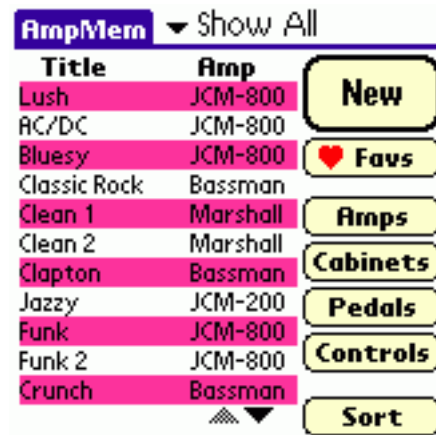 AmpMem Show All
Title Amp
Lush JCM-800
AC/DC JCM-800
Bluesy JCM-800
Classic Rock Bassman
Clean 1 Marshall
Clean 2 Marshall
Clapton Bassman
Jazzy JCM-200
Funk JCM-800
Funk 2 JCM-800
Crunch Bassman
New
Favs
Amps
Cabinets
Pedals
Controls
Sort